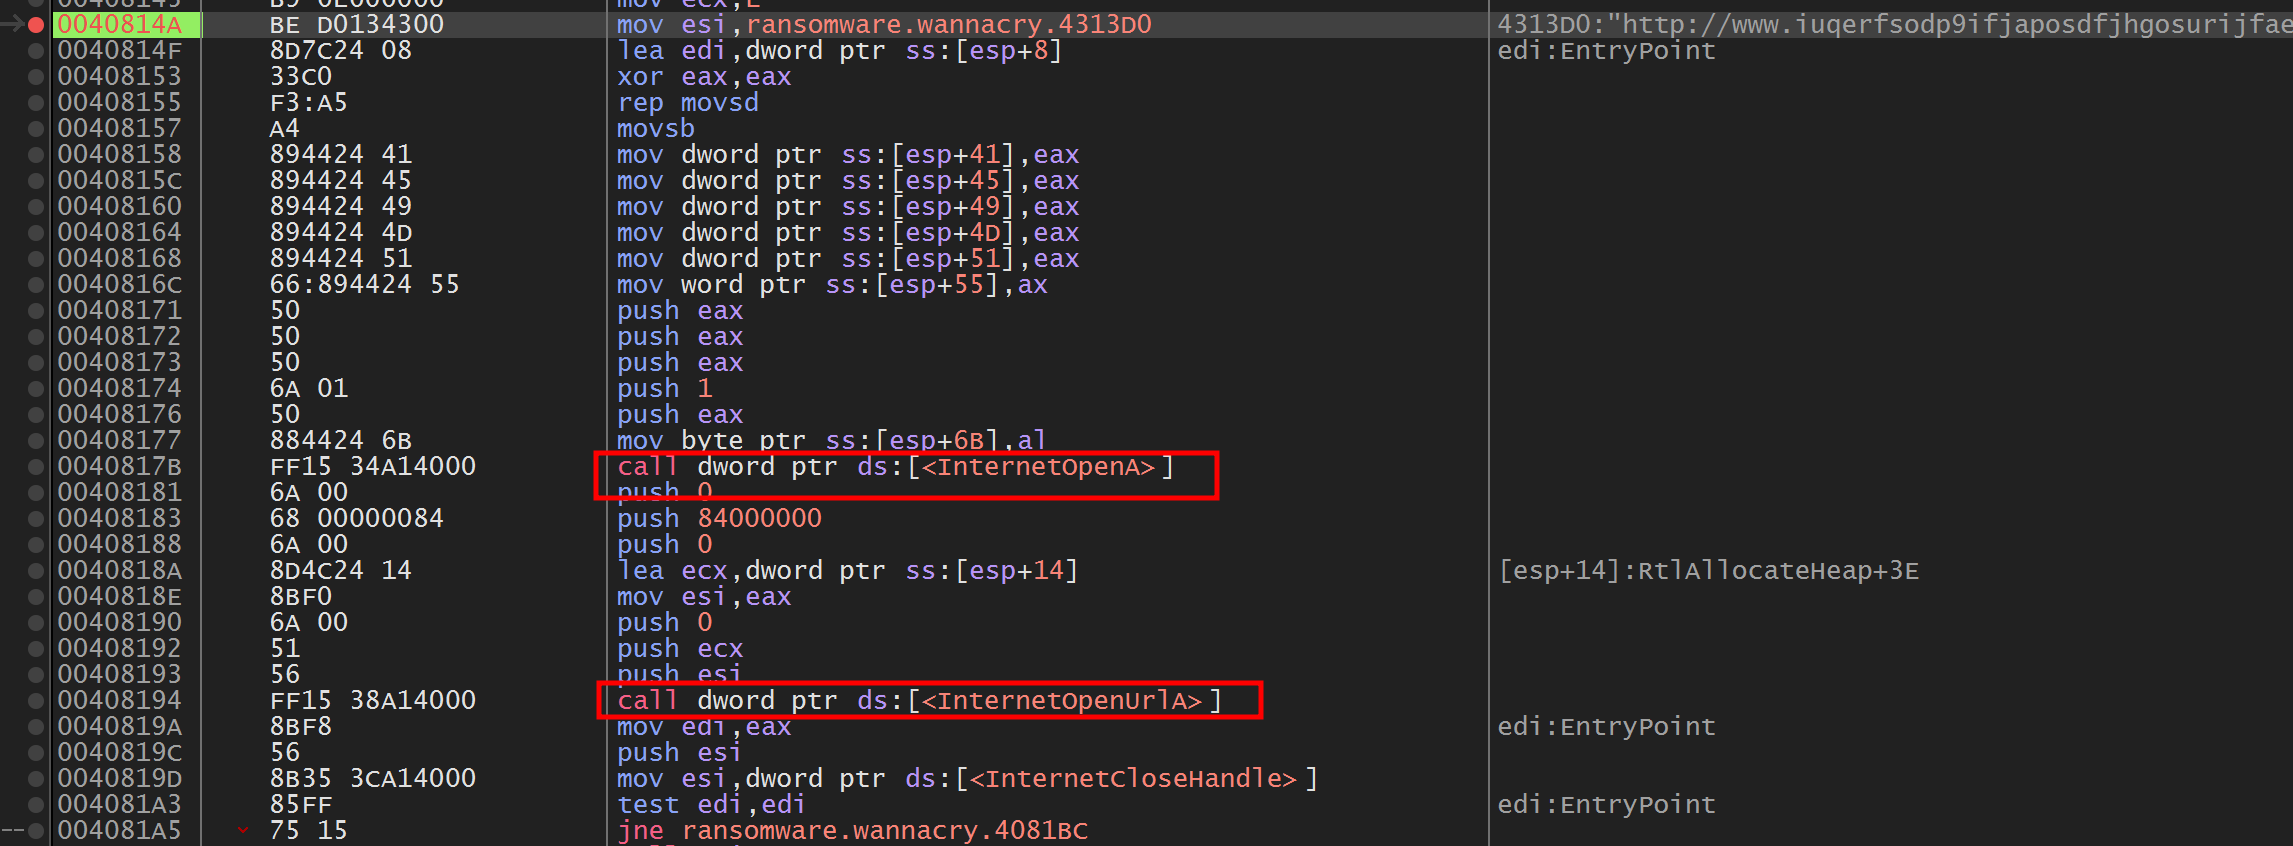 00408145 B9 0E000000 mov ecx,E
0040814A BE D0134300 mov esi,ransomware.wannacry.4313D0 4313D0:"http://www.iuqerfsodp9ifjaposdfjhgosurijfae
0040814F 8D7C24 08 lea edi,dword ptr ss:[esp+8] edi:EntryPoint
00408153 33C0 xor eax,eax
00408155 F3:A5 rep movsd
00408157 A4 movsb
00408158 894424 41 mov dword ptr ss:[esp+41],eax
0040815C 894424 45 mov dword ptr ss:[esp+45],eax
00408160 894424 49 mov dword ptr ss:[esp+49],eax
00408164 894424 4D mov dword ptr ss:[esp+4D],eax
00408168 894424 51 mov dword ptr ss:[esp+51],eax
0040816C 66:894424 55 mov word ptr ss:[esp+55],ax
00408171 50 push eax
00408172 50 push eax
00408173 50 push eax
00408174 6A 01 push 1
00408176 50 push eax
00408177 884424 6B mov byte ptr ss:[esp+6B],al
0040817B FF15 34A14000 call dword ptr ds:[<InternetOpenA>]
00408181 6A 00 push 0
00408183 68 00000084 push 84000000
00408188 6A 00 push 0
0040818A 8D4C24 14 lea ecx,dword ptr ss:[esp+14] [esp+14]:RtlAllocateHeap+3E
0040818E 8BF0 mov esi,eax
00408190 6A 00 push 0
00408192 51 push ecx
00408193 56 push esi
00408194 FF15 38A14000 call dword ptr ds:[<InternetOpenUrlA>]
0040819A 8BF8 mov edi,eax edi:EntryPoint
0040819C 56 push esi
0040819D 8B35 3CA14000 mov esi,dword ptr ds:[<InternetCloseHandle>]
004081A3 85FF test edi,edi edi:EntryPoint
004081A5 75 15 jne ransomware.wannacry.4081BC